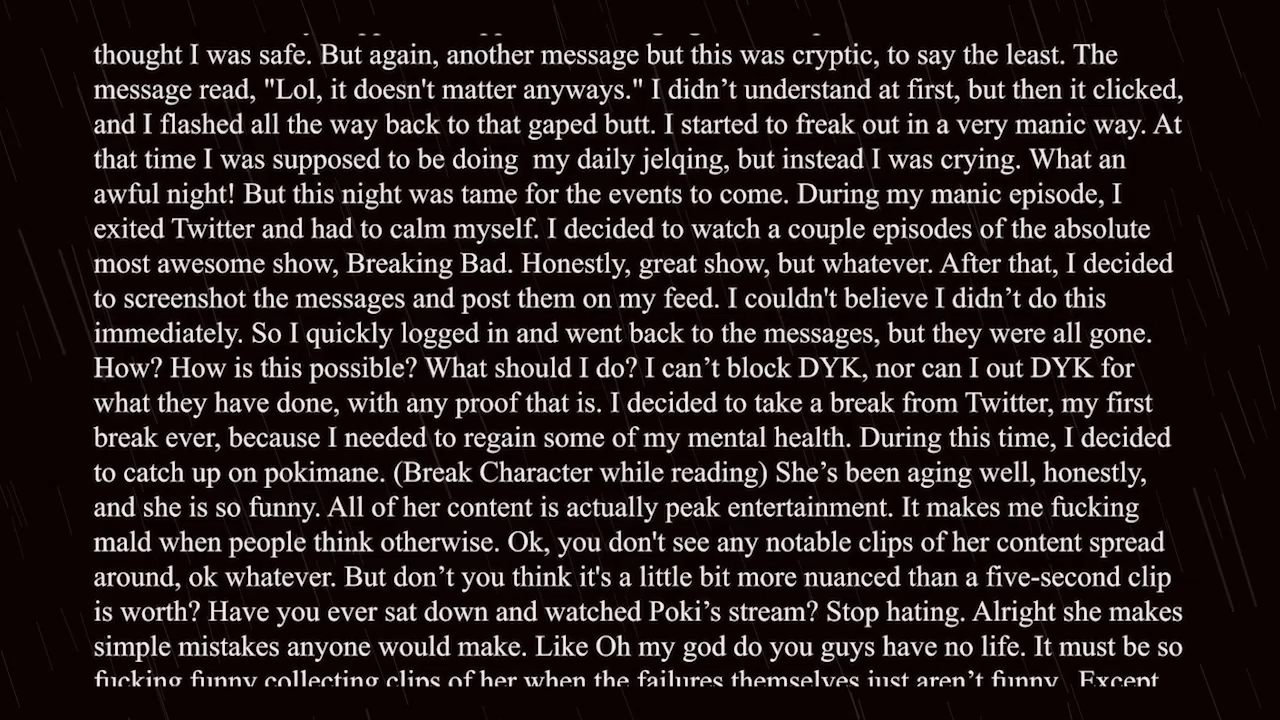 thought I was safe. But again, another message but this was cryptic, to say the least. The
message read, "Lol, it doesn't matter anyways." I didn’t understand at first, but then it clicked,
and I flashed all the way back to that gaped butt. I started to freak out in a very manic way. At
that time I was supposed to be doing  my daily jelqing, but instead I was crying. What an
awful night! But this night was tame for the events to come. During my manic episode, I
exited Twitter and had to calm myself. I decided to watch a couple episodes of the absolute
most awesome show, Breaking Bad. Honestly, great show, but whatever. After that, I decided
to screenshot the messages and post them on my feed. I couldn't believe I didn’t do this
immediately. So I quickly logged in and went back to the messages, but they were all gone.
How? How is this possible? What should I do? I can’t block DYK, nor can I out DYK for
what they have done, with any proof that is. I decided to take a break from Twitter, my first
break ever, because I needed to regain some of my mental health. During this time, I decided
to catch up on pokimane. (Break Character while reading) She’s been aging well, honestly,
and she is so funny. All of her content is actually peak entertainment. It makes me fucking
mald when people think otherwise. Ok, you don't see any notable clips of her content spread
around, ok whatever. But don’t you think it's a little bit more nuanced than a five-second clip
is worth? Have you ever sat down and watched Poki’s stream? Stop hating. Alright she makes
simple mistakes anyone would make. Like Oh my god do you guys have no life. It must be so
fucking funny collecting clips of her when the failures themselves just aren’t funny.  Except